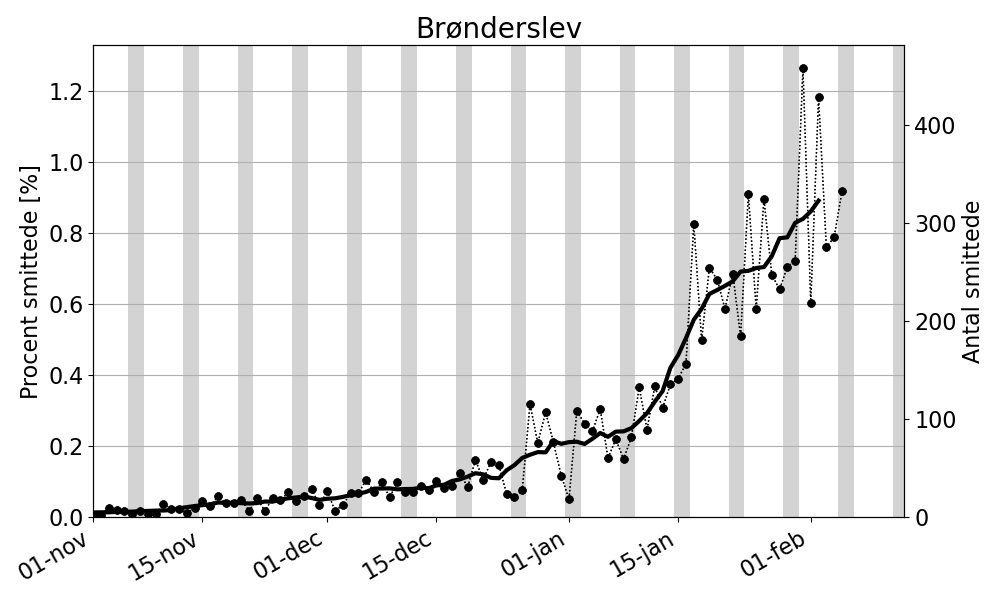 Brønderslev
Procent smittede [%]
1.2
1.0
0.8
0.6
0.4
0.2
0.0
400
300
200
100
0
Antal smittede
01-nov
15-nov
01-dec
15-dec
01-jan
15-jan
01-feb